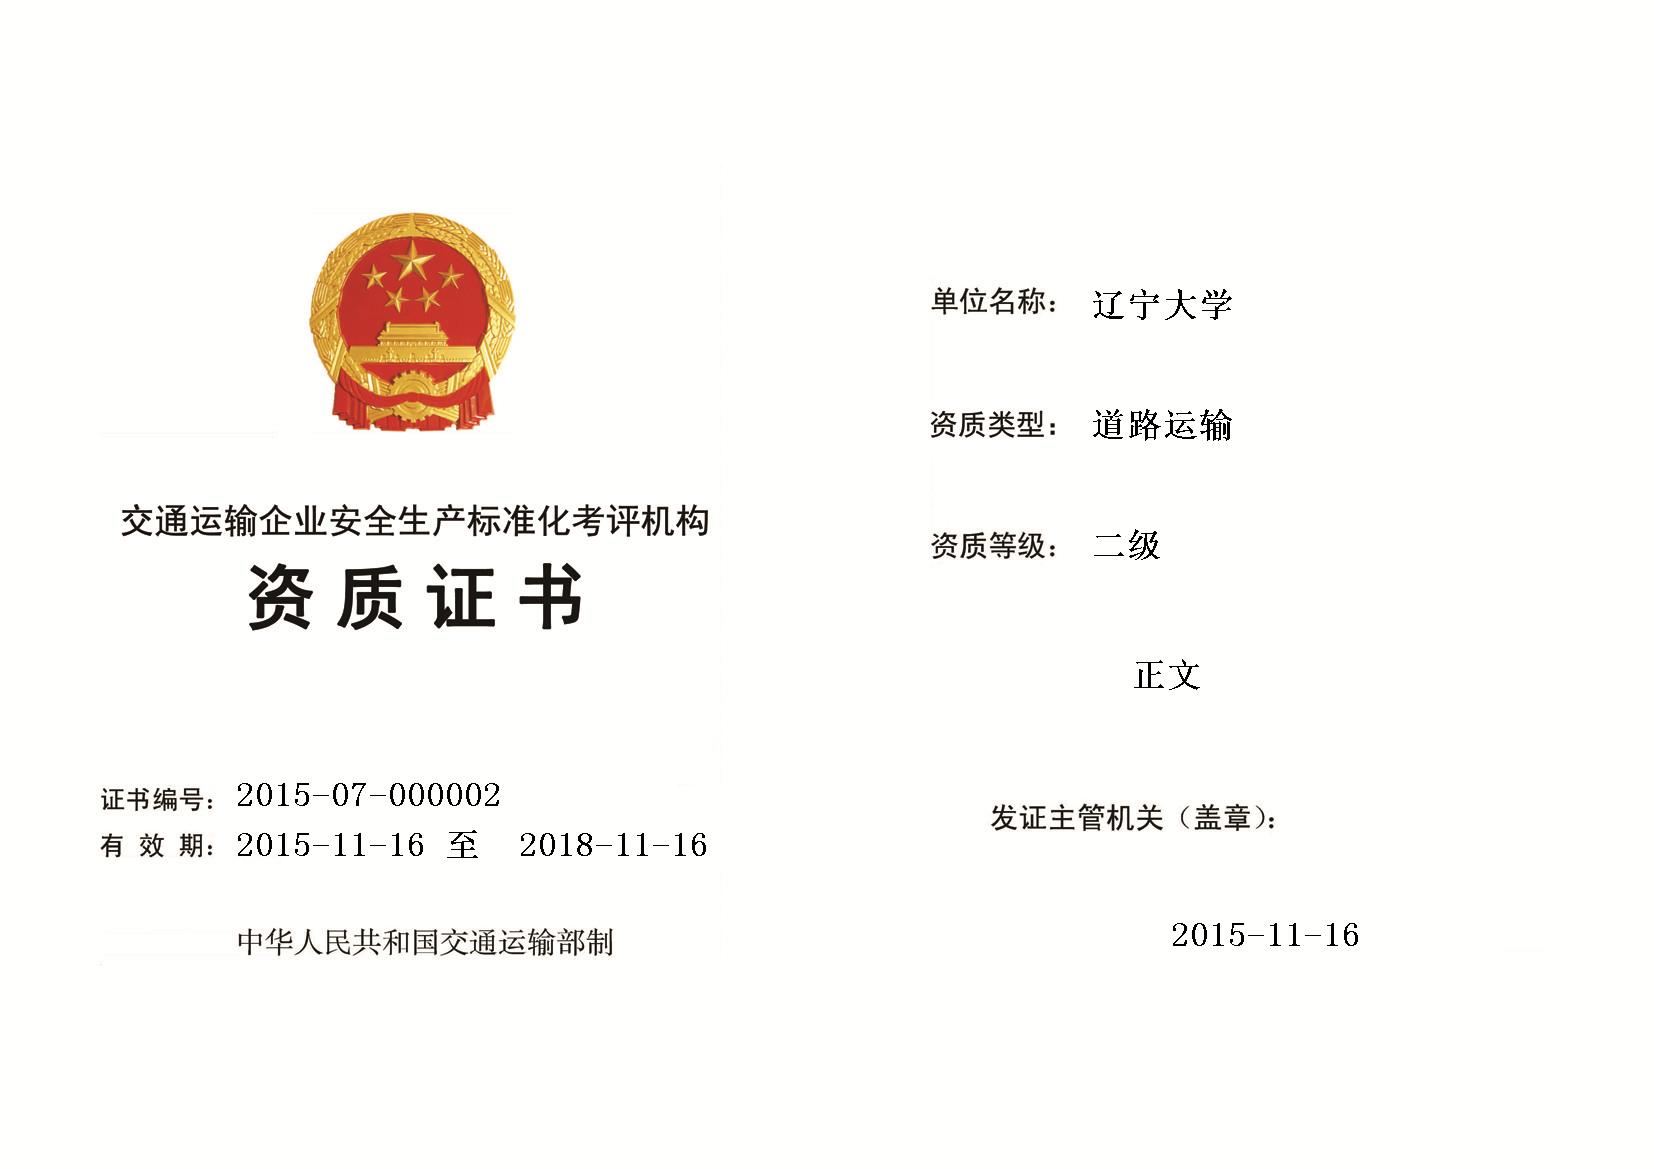 交通运输企业安全生产标准化考评机构
资质证书
证书编号：2015-07-000002
有效期：2015-11-16 至 2018-11-16
中华人民共和国交通运输部制
单位名称：辽宁大学
资质类型：道路运输
资质等级：二级
正文
发证主管机关（盖章）：
2015-11-16